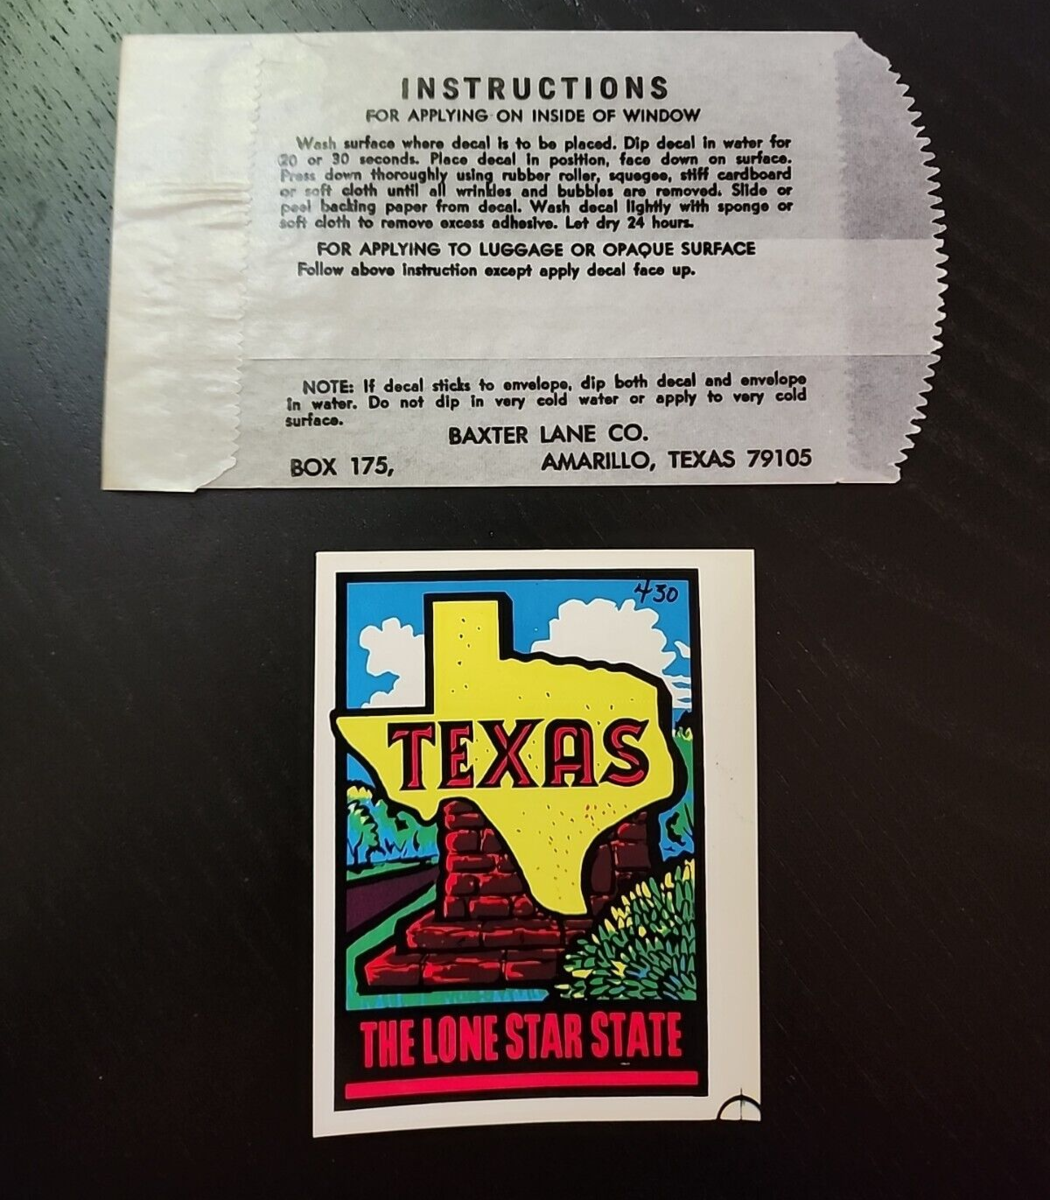 INSTRUCTIONS
FOR APPLYING ON INSIDE OF WINDOW
Wash surface where decal is to be placed. Dip decal in water for
20 or 30 seconds. Place decal in position, face down on surface.
Press down thoroughly using rubber roller, squegee, stiff cardboard
or soft cloth until all wrinkles and bubbles are removed. Slide or
peel backing paper from decal. Wash decal lightly with sponge or
soft cloth to remove excess adhesive. Let dry 24 hours.
FOR APPLYING TO LUGGAGE OR OPAQUE SURFACE
Follow above instruction except apply decal face up.
NOTE: If decal sticks to envelope, dip both decal and envelope
in water. Do not dip in very cold water or apply to very cold
surface.
BAXTER LANE CO.
BOX 175, AMARILLO, TEXAS 79105
430
TEXAS
THE LONE STAR STATE